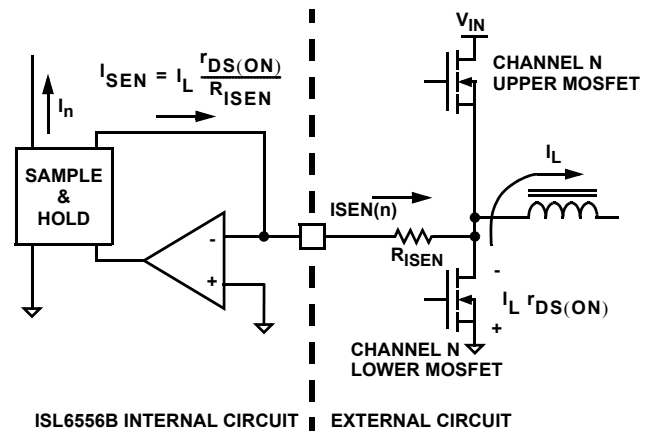 V_IN
CHANNEL N
UPPER MOSFET
I_SEN = I_L r_DS(ON) / R_ISEN
I_n
SAMPLE
&
HOLD
I_L
ISEN(n)
R_ISEN
-
+
-
I_L r_DS(ON)
+
CHANNEL N
LOWER MOSFET
ISL6556B INTERNAL CIRCUIT
EXTERNAL CIRCUIT